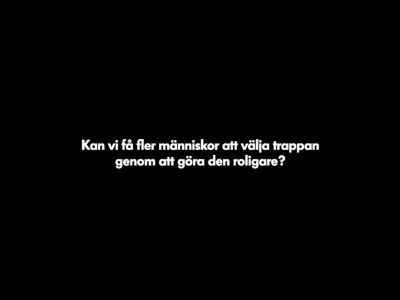 Kan vi få fler människor att välja trappan
genom att göra den roligare?